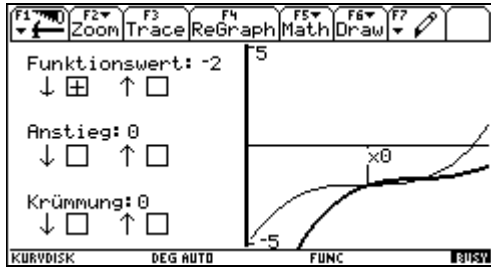 F1 F2 Zoom F3 Trace F4 ReGraph F5 Math F6 Draw F7
Funktionswert: -2
↓ ⊞ ↑ □
5
Anstieg: 0
↓ □ ↑ □
x0
Krümmung: 0
↓ □ ↑ □
-5
KURVDISK DEG AUTO FUNC BUSY